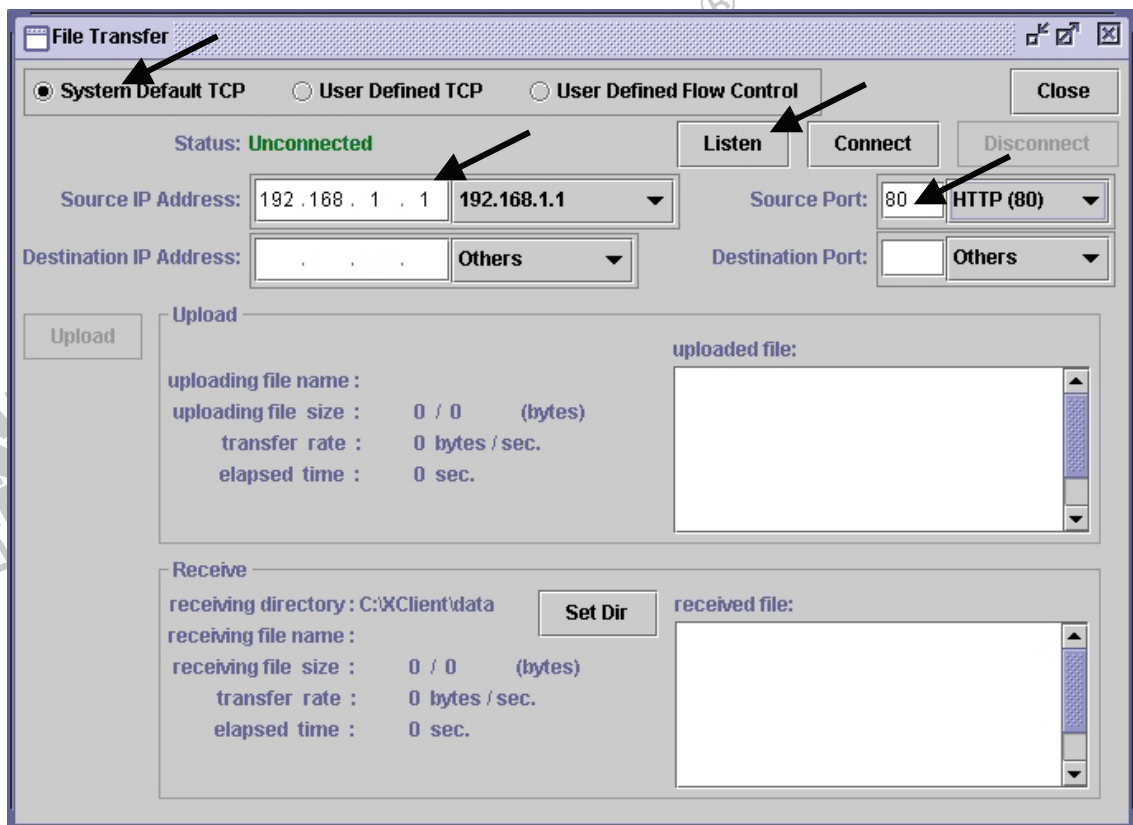 File Transfer
System Default TCP User Defined TCP User Defined Flow Control Close
Status: Unconnected Listen Connect Disconnect
Source IP Address: 192 . 168 . 1 . 1 192.168.1.1 Source Port: 80 HTTP (80)
Destination IP Address: . . . Others Destination Port: Others
Upload Upload
uploaded file:
uploading file name :
uploading file size : 0 / 0 (bytes)
transfer rate : 0 bytes / sec.
elapsed time : 0 sec.
Receive
receiving directory : C:\XClient\data Set Dir received file:
receiving file name :
receiving file size : 0 / 0 (bytes)
transfer rate : 0 bytes / sec.
elapsed time : 0 sec.